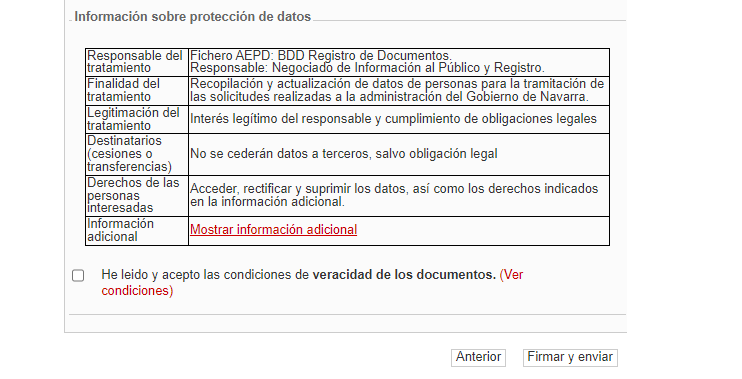 Información sobre protección de datos
Responsable del tratamiento
Fichero AEPD: BDD Registro de Documentos.
Responsable: Negociado de Información al Público y Registro.
Finalidad del tratamiento
Recopilación y actualización de datos de personas para la tramitación de
las solicitudes realizadas a la administración del Gobierno de Navarra.
Legitimación del tratamiento
Interés legítimo del responsable y cumplimiento de obligaciones legales
Destinatarios
(cesiones o
transferencias)
No se cederán datos a terceros, salvo obligación legal
Derechos de las
personas
interesadas
Acceder, rectificar y suprimir los datos, así como los derechos indicados
en la información adicional.
Información
adicional
Mostrar información adicional
He leido y acepto las condiciones de veracidad de los documentos. (Ver
condiciones)
Anterior
Firmar y enviar